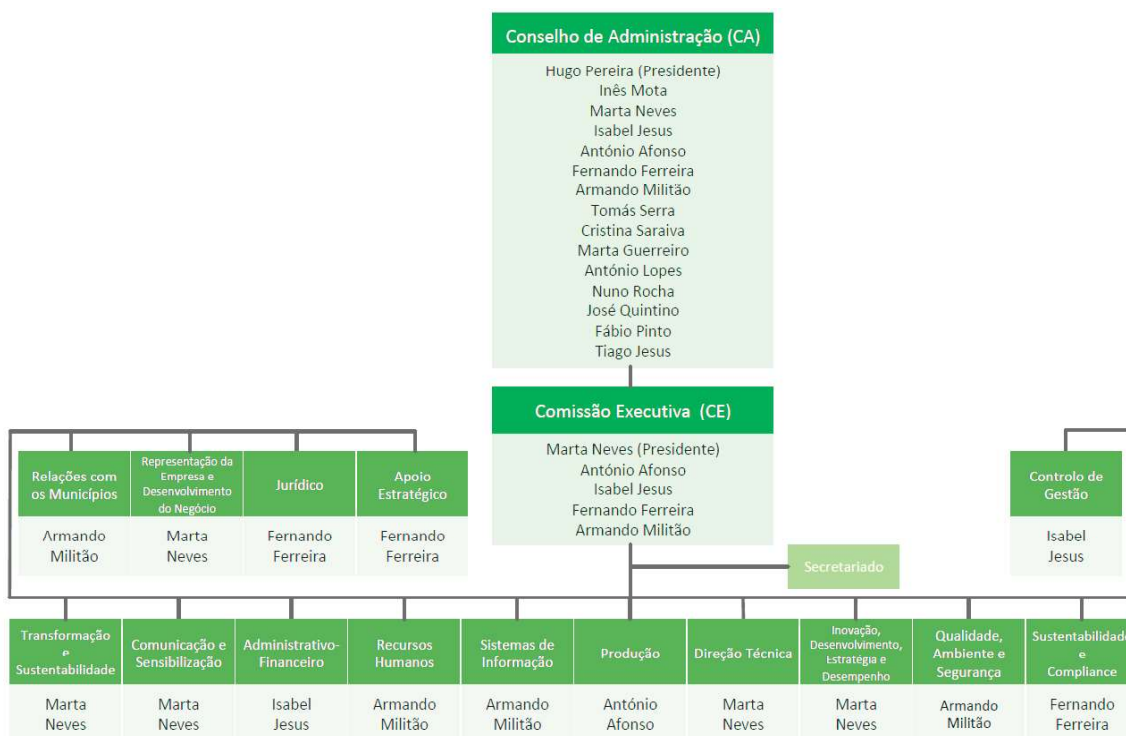 Conselho de Administração (CA)
Hugo Pereira (Presidente)
Inês Mota
Marta Neves
Isabel Jesus
António Afonso
Fernando Ferreira
Armando Militão
Tomás Serra
Cristina Saraiva
Marta Guerreiro
António Lopes
Nuno Rocha
José Quintino
Fábio Pinto
Tiago Jesus
Comissão Executiva (CE)
Marta Neves (Presidente)
António Afonso
Isabel Jesus
Fernando Ferreira
Armando Militão
Relações com
os Municípios
Armando
Militão
Representação da
Empresa e
Desenvolvimento
do Negócio
Marta
Neves
Jurídico
Fernando
Ferreira
Apoio
Estratégico
Fernando
Ferreira
Controlo de
Gestão
Isabel
Jesus
Secretariado
Transformação
e
Sustentabilidade
Marta
Neves
Comunicação e
Sensibilização
Marta
Neves
Administrativo-
Financeiro
Isabel
Jesus
Recursos
Humanos
Armando
Militão
Sistemas de
Informação
Armando
Militão
Produção
António
Afonso
Direção Técnica
Marta
Neves
Inovação,
Desenvolvimento,
Estratégia e
Desempenho
Marta
Neves
Qualidade,
Ambiente e
Segurança
Armando
Militão
Sustentabilidade
e
Compliance
Fernando
Ferreira